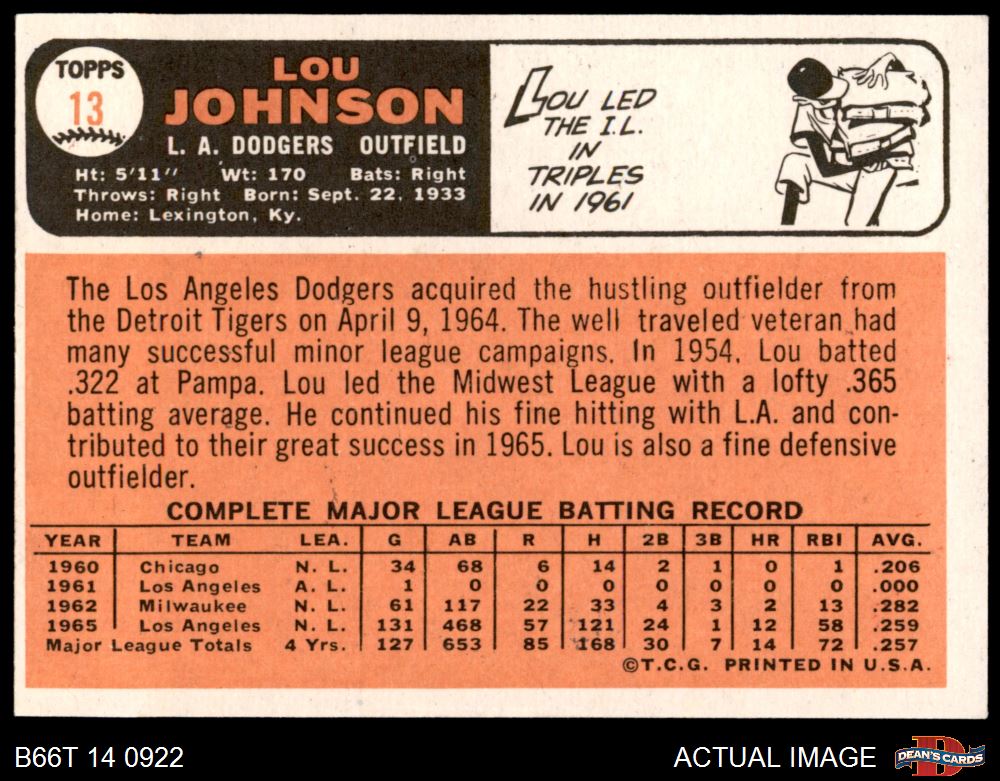 TOPPS
13
LOU
JOHNSON
L. A. DODGERS OUTFIELD
Ht: 5'11" Wt: 170 Bats: Right
Throws: Right Born: Sept. 22, 1933
Home: Lexington, Ky.
LOU LED
THE I.L.
IN
TRIPLES
IN 1961
The Los Angeles Dodgers acquired the hustling outfielder from
the Detroit Tigers on April 9, 1964. The well traveled veteran had
many successful minor league campaigns. In 1954, Lou batted
.322 at Pampa. Lou led the Midwest League with a lofty .365
batting average. He continued his fine hitting with L.A. and con-
tributed to their great success in 1965. Lou is also a fine defensive
outfielder.
COMPLETE MAJOR LEAGUE BATTING RECORD
YEAR TEAM LEA. G AB R H 2B 3B HR RBI AVG.
1960 Chicago N. L. 34 68 6 14 2 1 0 1 .206
1961 Los Angeles A. L. 1 0 0 0 0 0 0 0 .000
1962 Milwaukee N. L. 61 117 22 33 4 3 2 13 .282
1965 Los Angeles N. L. 131 468 57 121 24 1 12 58 .259
Major League Totals 4 Yrs. 127 653 85 168 30 7 14 72 .257
©T.C.G. PRINTED IN U.S.A.
B66T 14 0922
ACTUAL IMAGE
DEAN'S CARDS